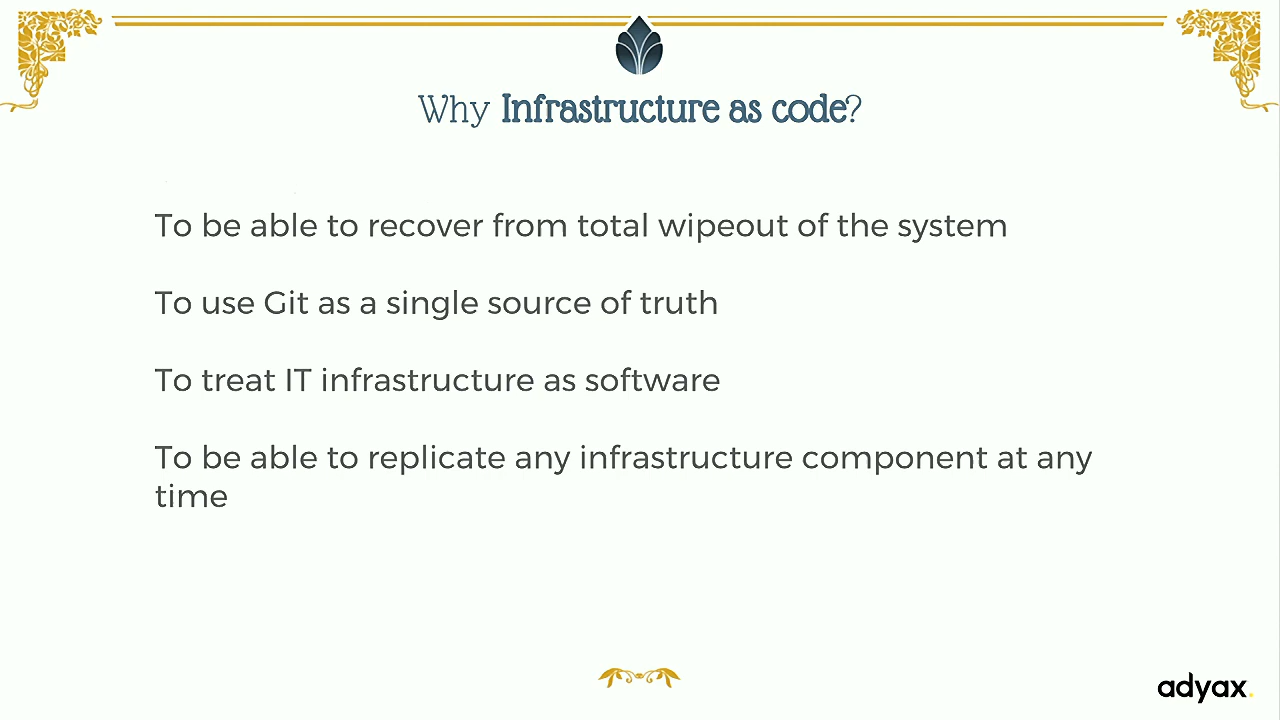 Why Infrastructure as code?
To be able to recover from total wipeout of the system
To use Git as a single source of truth
To treat IT infrastructure as software
To be able to replicate any infrastructure component at any
time
adyax.